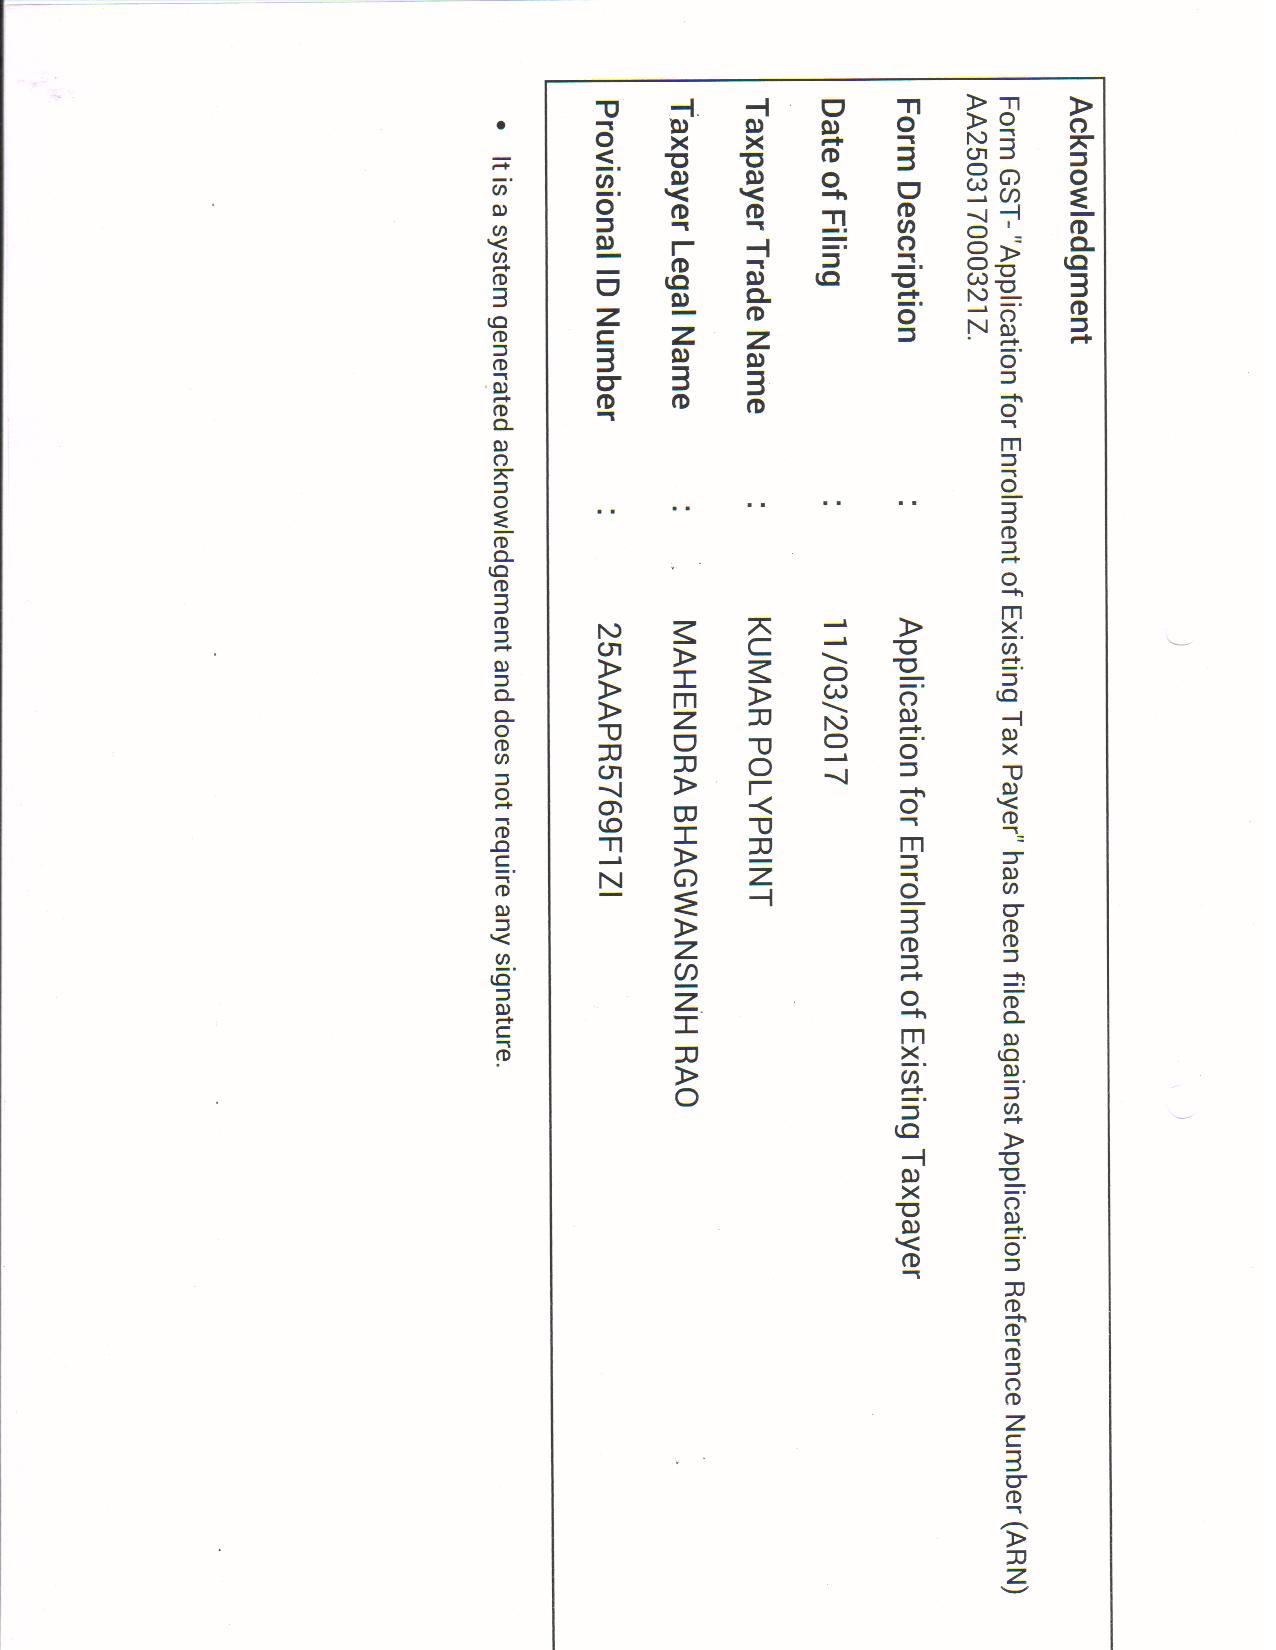 Acknowledgment
Form GST- "Application for Enrolment of Existing Tax Payer" has been filed against Application Reference Number (ARN)
AA2503170000321Z.
Form Description : Application for Enrolment of Existing Taxpayer
Date of Filing : 11/03/2017
Taxpayer Trade Name : KUMAR POLYPRINT
Taxpayer Legal Name : MAHENDRA BHAGWANSINH RAO
Provisional ID Number : 25AAAPR5769F1ZI
• It is a system generated acknowledgement and does not require any signature.